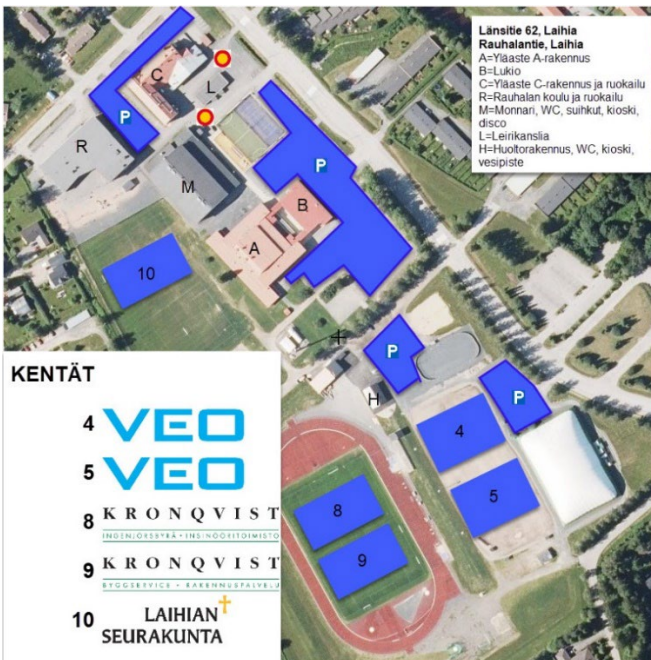 Länsitie 62, Laihia
Rauhalantie, Laihia
A=Yläaste A-rakennus
B=Lukio
C=Yläaste C-rakennus ja ruokailu
R=Rauhalan koulu ja ruokailu
M=Monnari, WC, suihkut, kioski,
disco
L=Leirikanslia
H=Huoltorakennus, WC, kioski,
vesipiste
C
L
P
R
P
M
B
A
10
P
H
P
4
5
8
9
KENTÄT
4 VEO
5 VEO
8 KRONQVIST
INGENJÖRSBYRÅ • INSINÖÖRITOIMISTO
9 KRONQVIST
BYGGSERVICE • RAKENNUSPALVELU
10 LAIHIAN
SEURAKUNTA